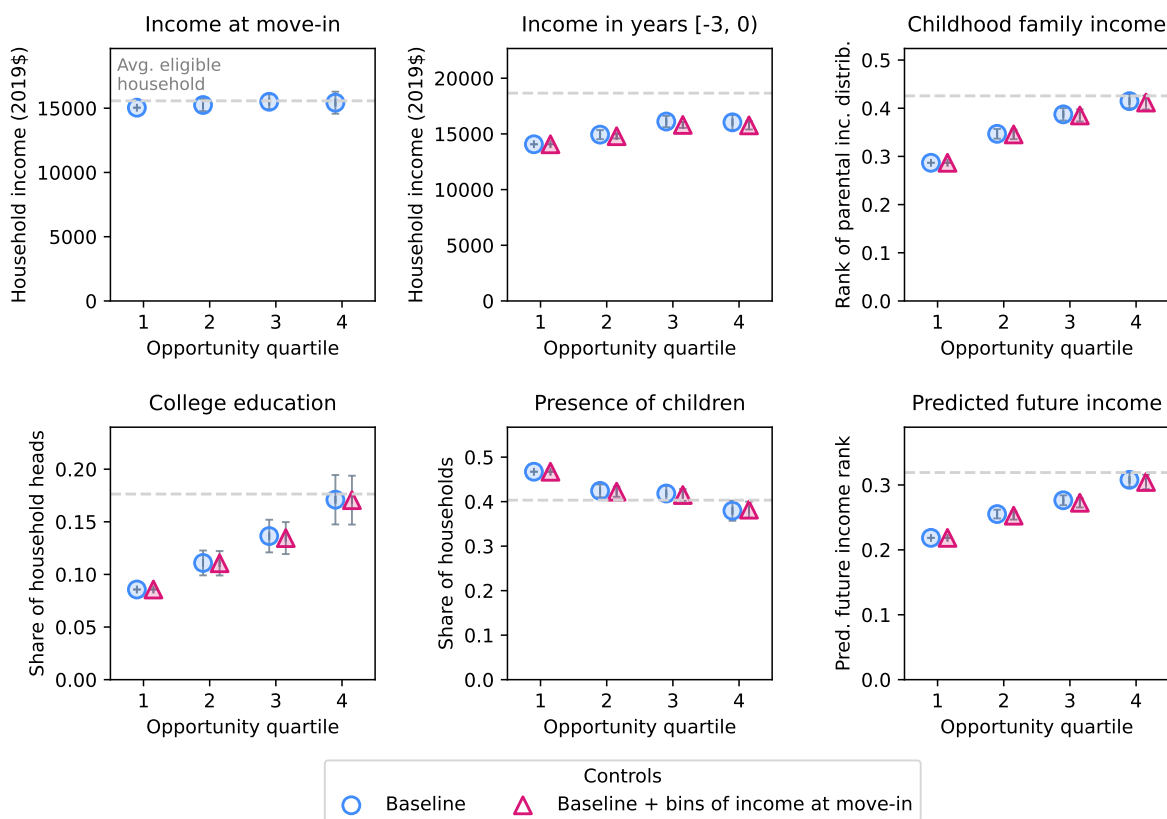 Income at move-in
Household income (2019$)
15000
10000
5000
0
Avg. eligible
household
1 2 3 4
Opportunity quartile
Income in years [-3, 0)
Household income (2019$)
20000
15000
10000
5000
0
1 2 3 4
Opportunity quartile
Childhood family income
Rank of parental inc. distrib.
0.5
0.4
0.3
0.2
0.1
0.0
1 2 3 4
Opportunity quartile
College education
Share of household heads
0.20
0.15
0.10
0.05
0.00
1 2 3 4
Opportunity quartile
Presence of children
Share of households
0.5
0.4
0.3
0.2
0.1
0.0
1 2 3 4
Opportunity quartile
Predicted future income
Pred. future income rank
0.3
0.2
0.1
0.0
1 2 3 4
Opportunity quartile
Controls
Baseline
Baseline + bins of income at move-in